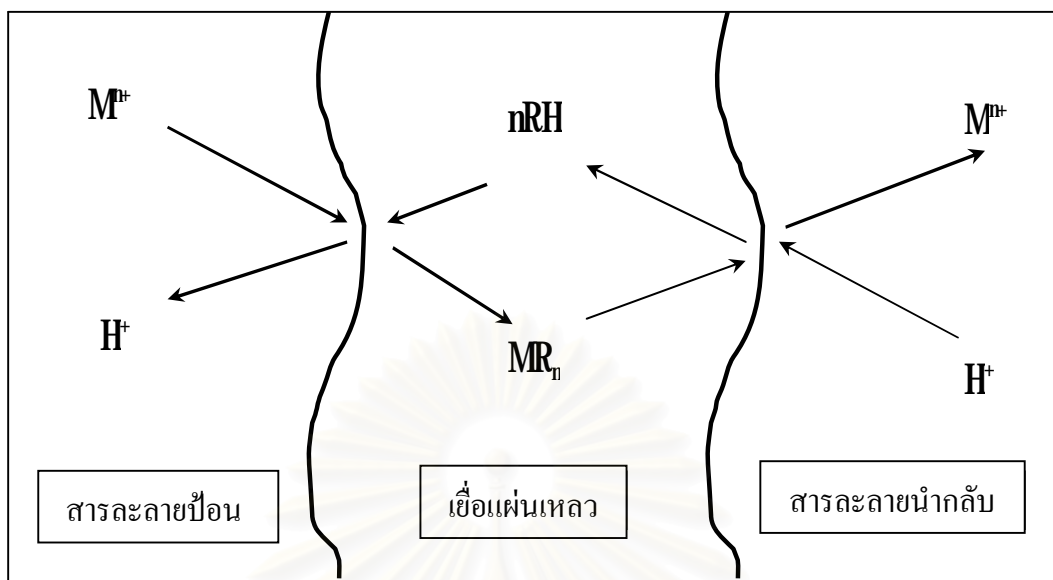 Mⁿ⁺
nRH
Mⁿ⁺
H⁺
MRₙ
H⁺
สารละลายป้อน
เยื่อแผ่นเหลว
สารละลายนำกลับ